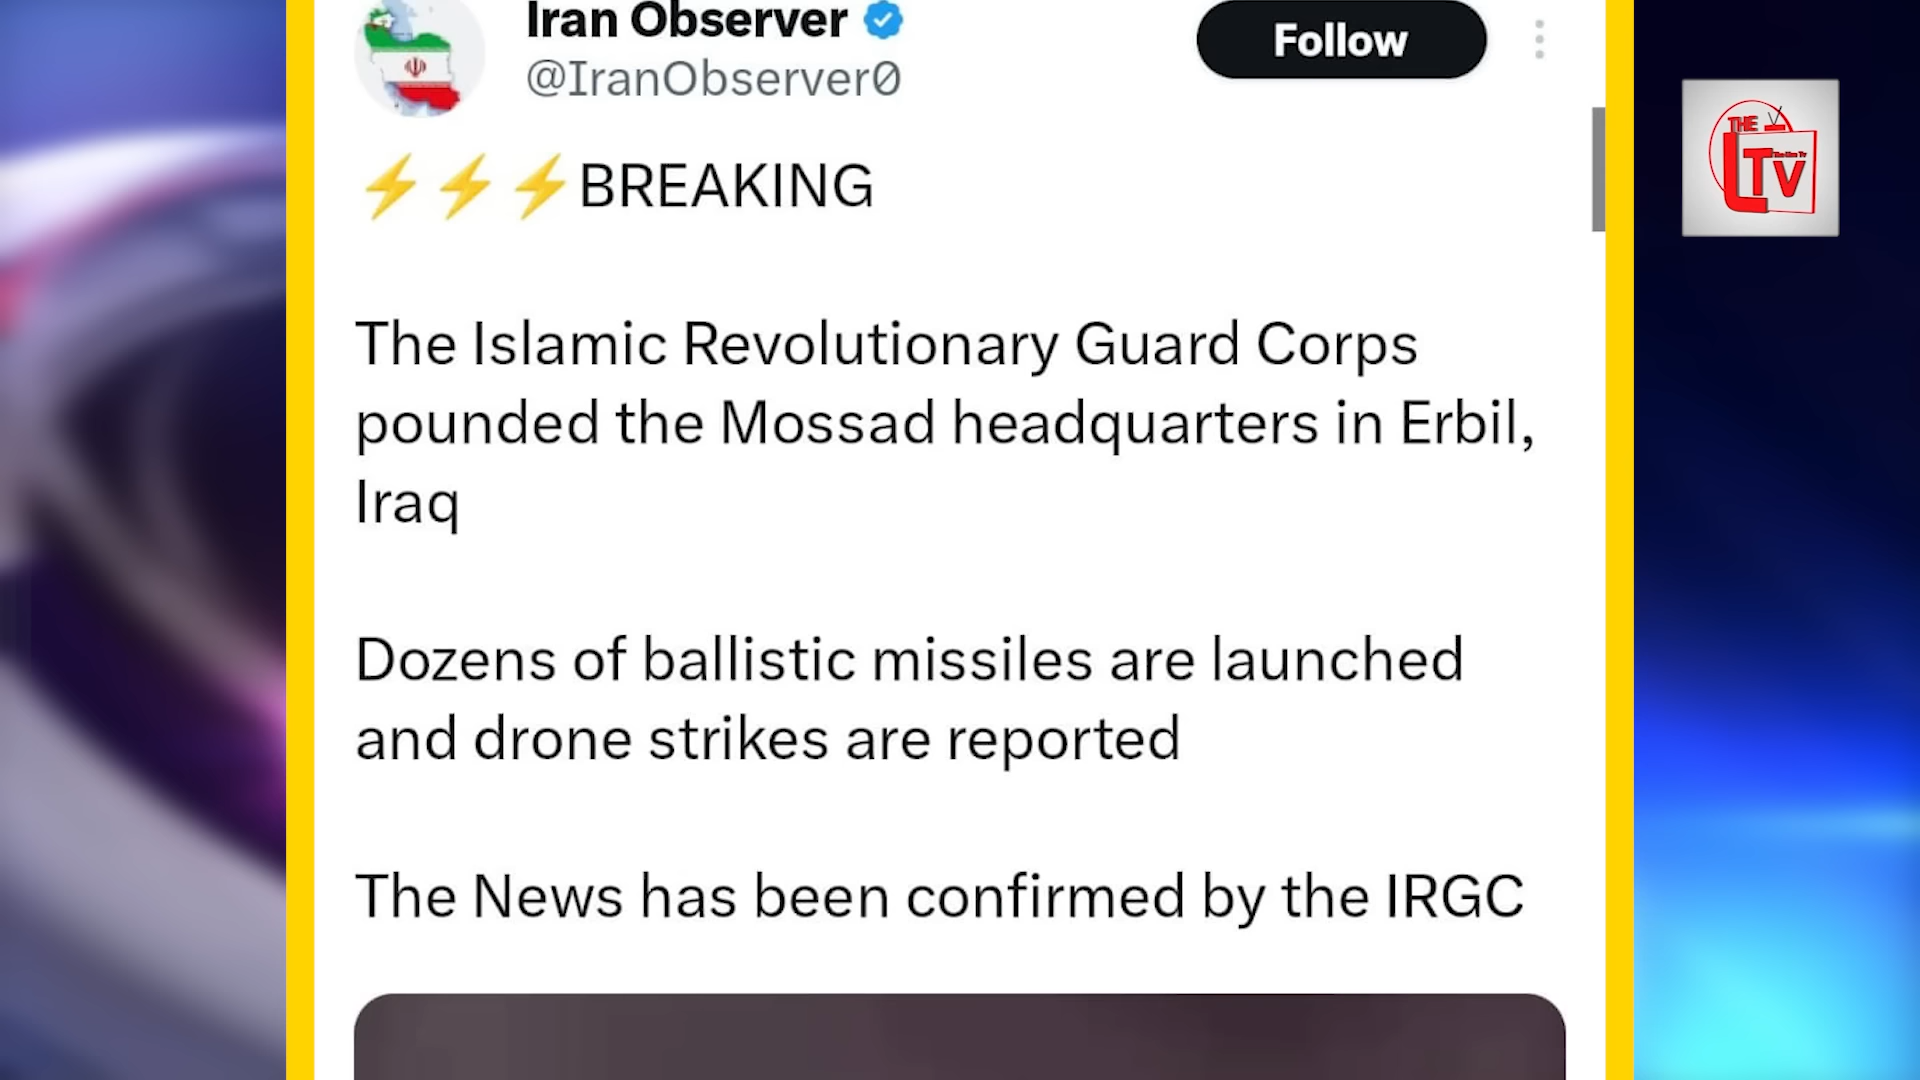 Iran Observer
@IranObserver0
Follow
⚡⚡⚡BREAKING
The Islamic Revolutionary Guard Corps
pounded the Mossad headquarters in Erbil,
Iraq
Dozens of ballistic missiles are launched
and drone strikes are reported
The News has been confirmed by the IRGC
THE
LTV